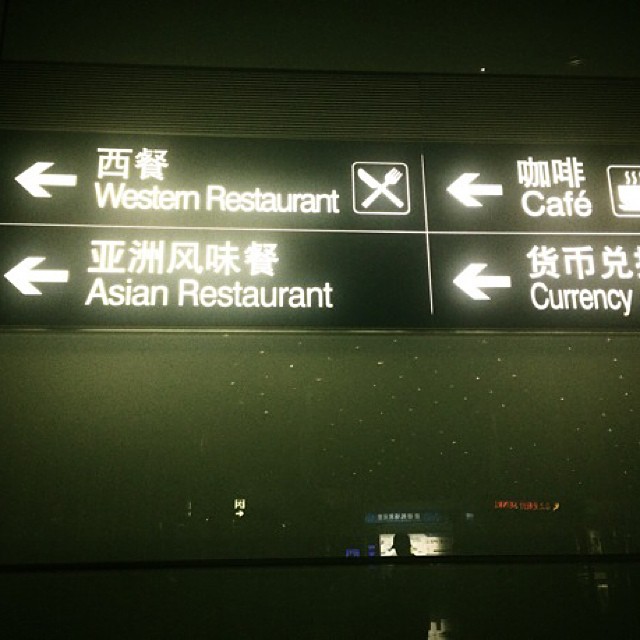 西餐
Western Restaurant
咖啡
Café
亚洲风味餐
Asian Restaurant
货币兑
Currency